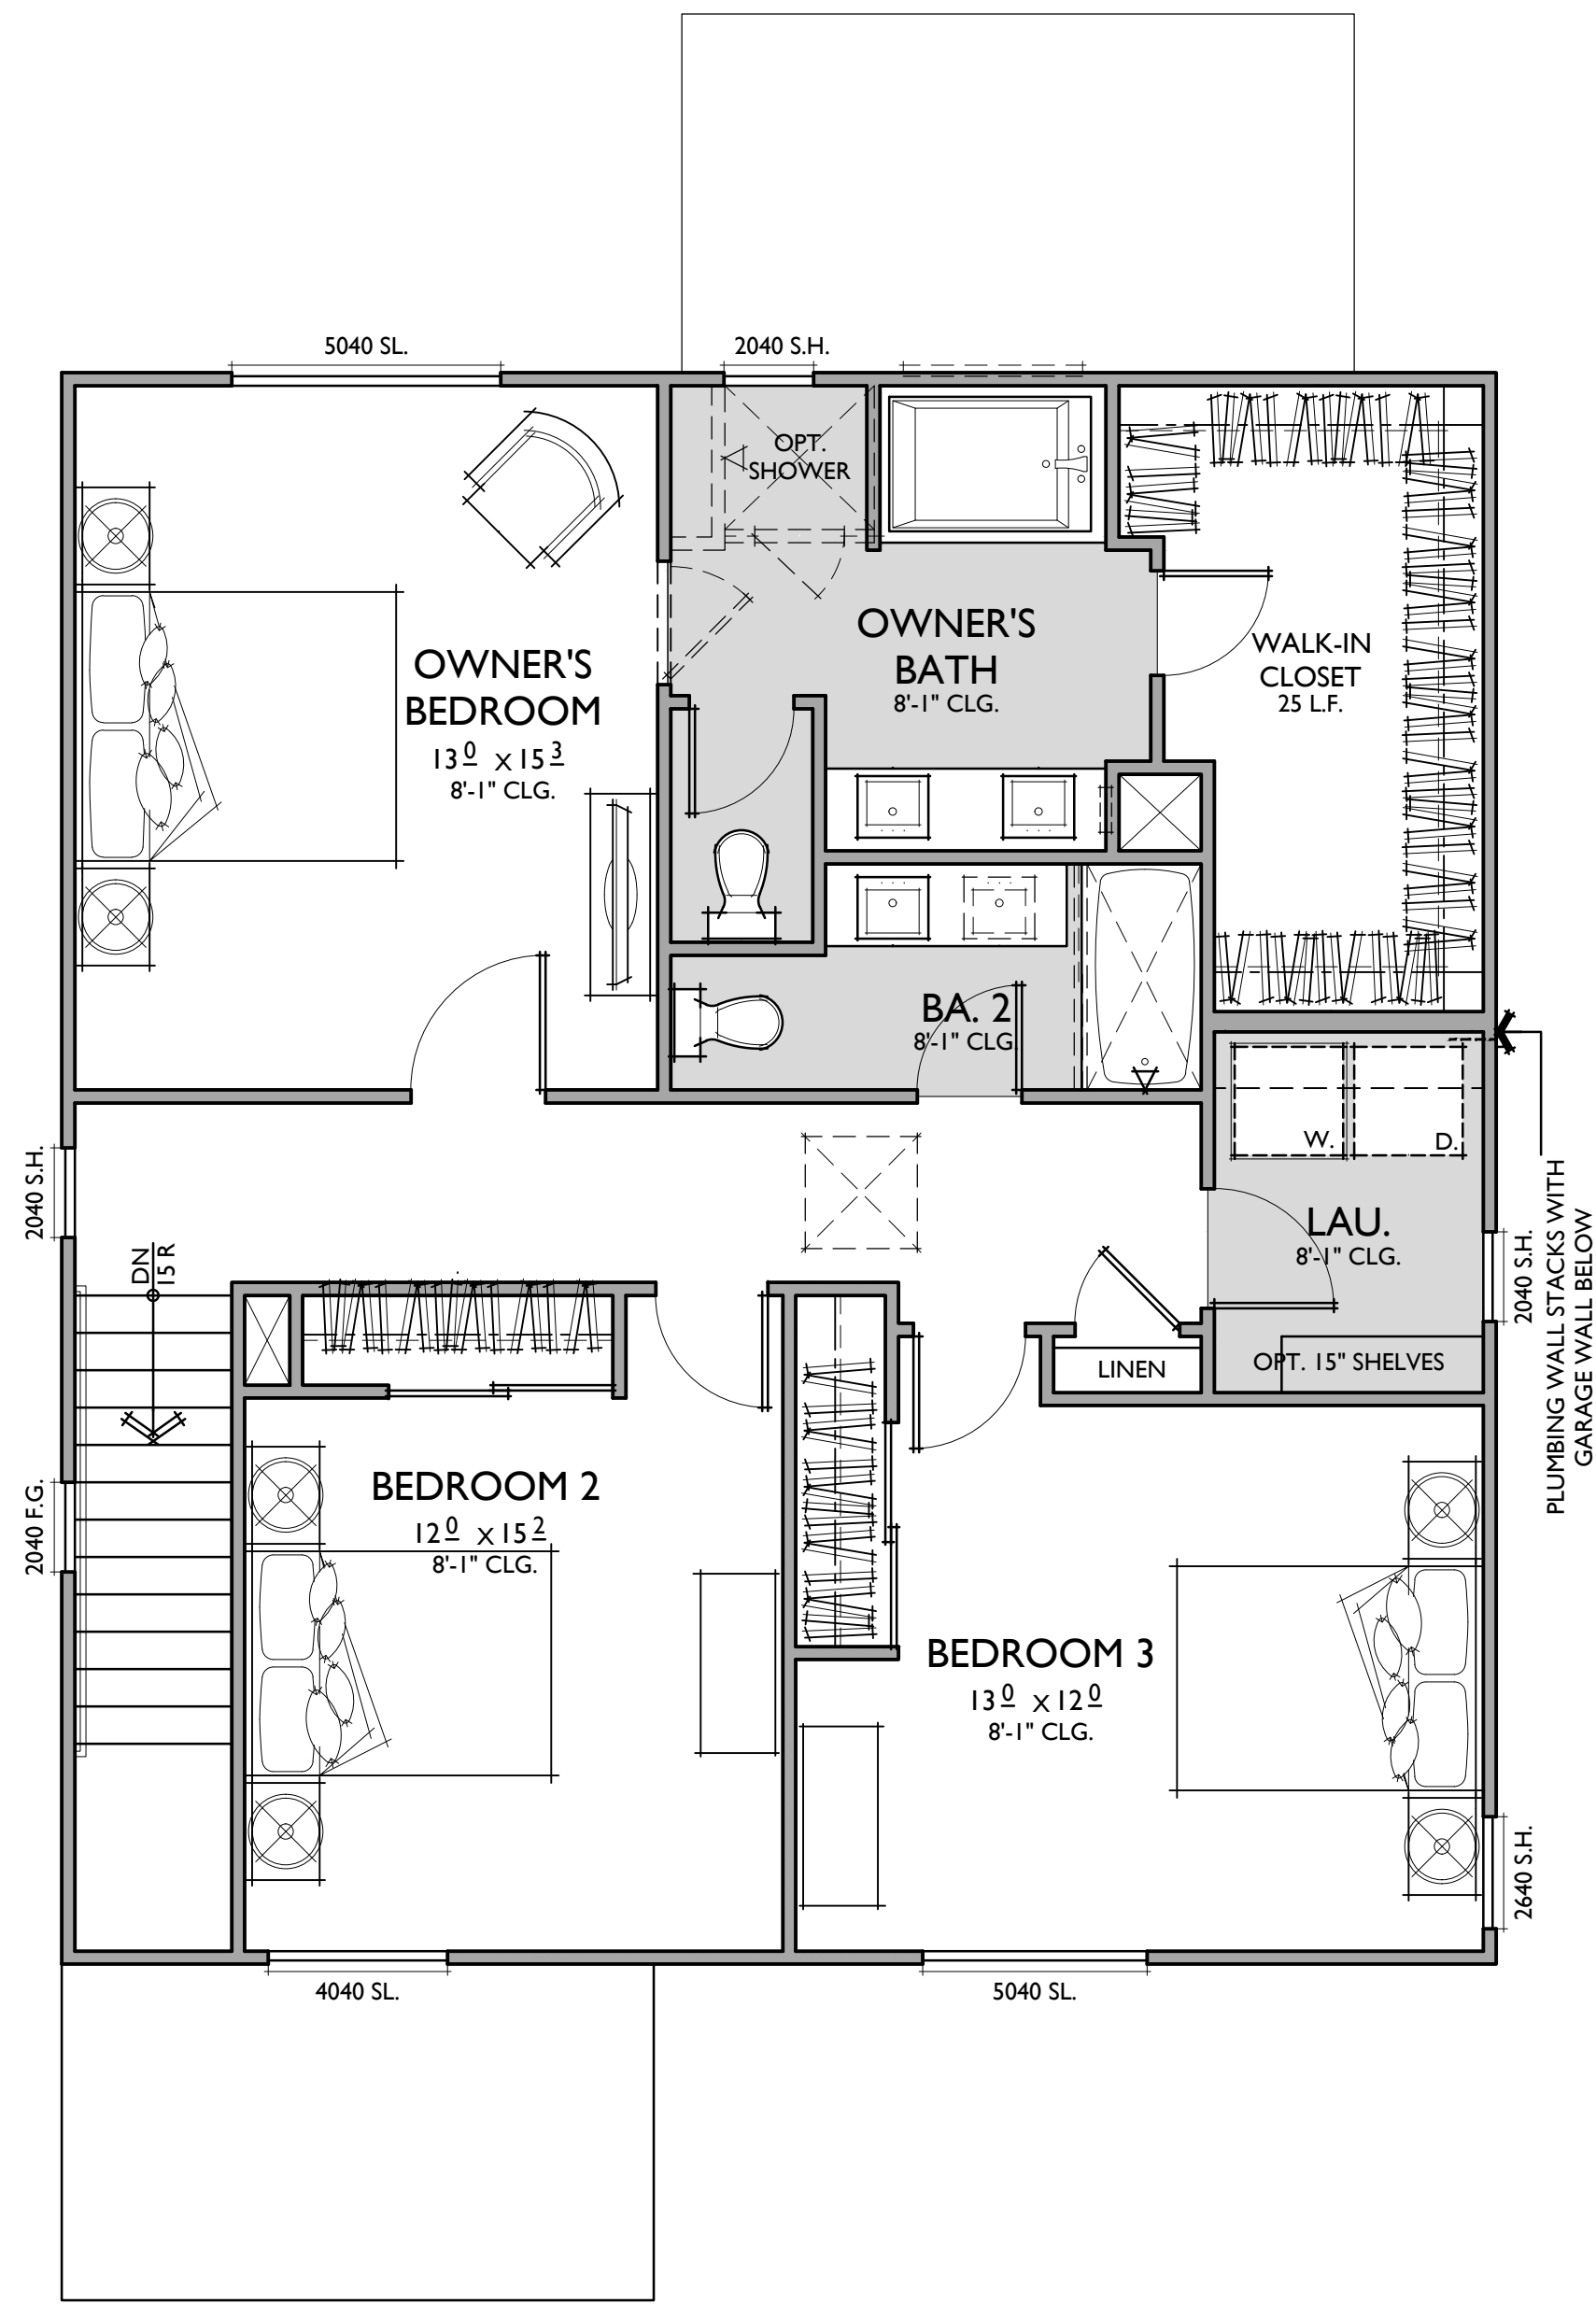 5040 SL.
2040 S.H.
OPT.
SHOWER
OWNER'S
BATH
8'-1" CLG.
WALK-IN
CLOSET
25 L.F.
OWNER'S
BEDROOM
13 0 X 15 3
8'-1" CLG.
BA. 2
8'-1" CLG.
W.
D.
LAU.
8'-1" CLG.
OPT. 15" SHELVES
LINEN
2040 S.H.
PLUMBING WALL STACKS WITH
GARAGE WALL BELOW
2040 S.H.
DN
15 R
2040 F.G.
BEDROOM 2
12 0 X 15 2
8'-1" CLG.
BEDROOM 3
13 0 X 12 0
8'-1" CLG.
2640 S.H.
4040 SL.
5040 SL.